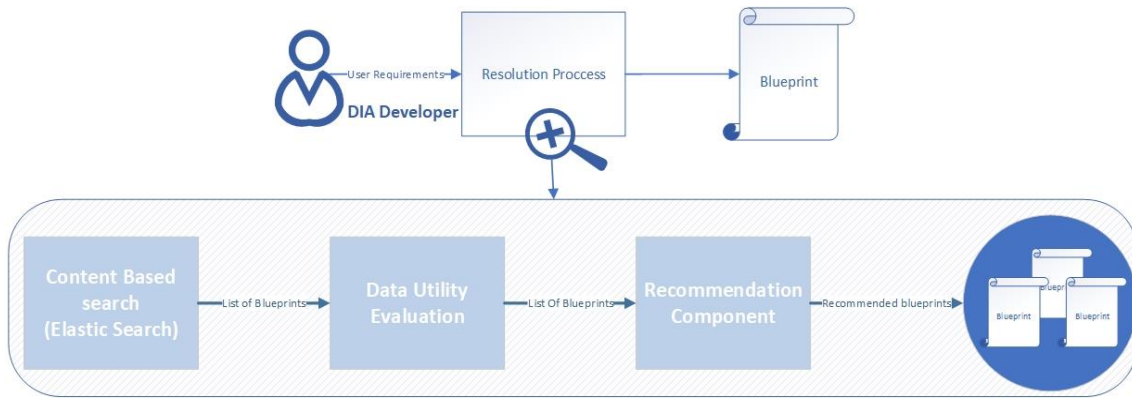 User Requirements
Resolution Proccess
Blueprint
DIA Developer
Content Based
search
(Elastic Search)
List of Blueprints
Data Utility
Evaluation
List Of Blueprints
Recommendation
Component
Recommended blueprints
Blueprint
Blueprint